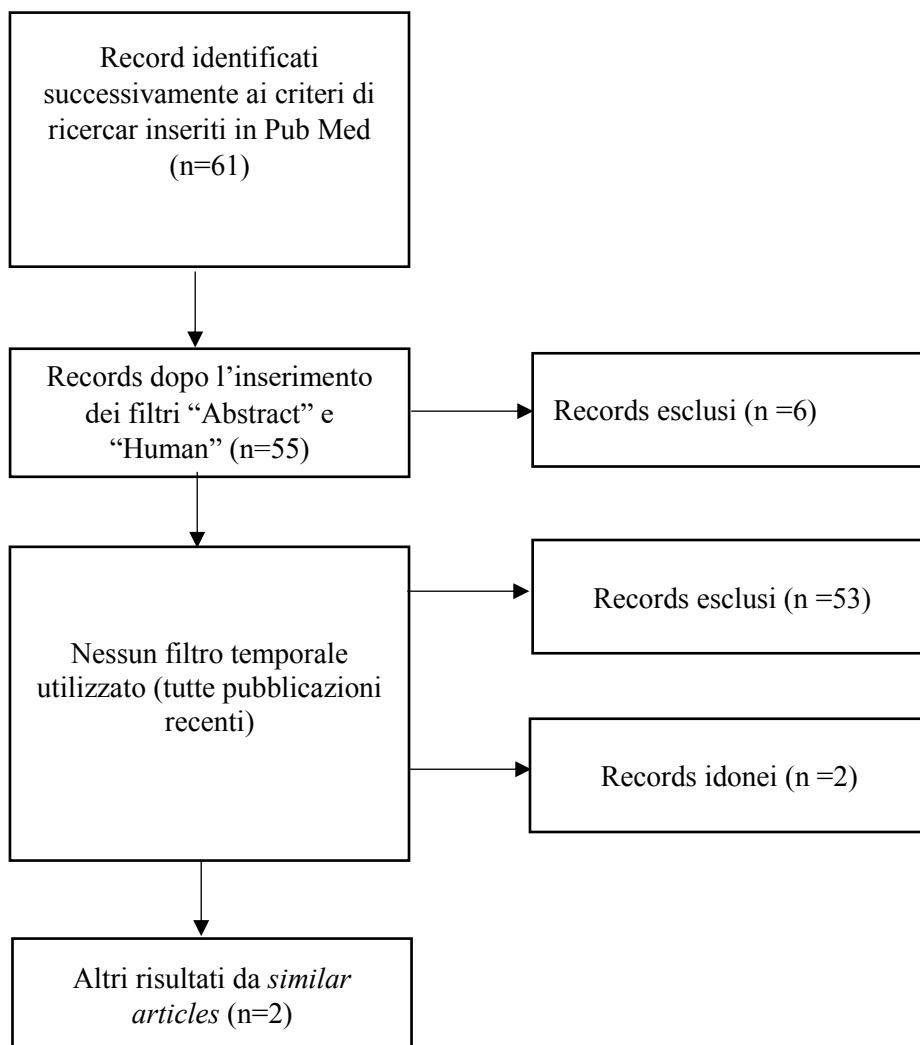 Record identificati
successivamente ai criteri di
ricercar inseriti in Pub Med
(n=61)
Records dopo l’inserimento
dei filtri “Abstract” e
“Human” (n=55)
Records esclusi (n =6)
Nessun filtro temporale
utilizzato (tutte pubblicazioni
recenti)
Records esclusi (n =53)
Records idonei (n =2)
Altri risultati da similar
articles (n=2)